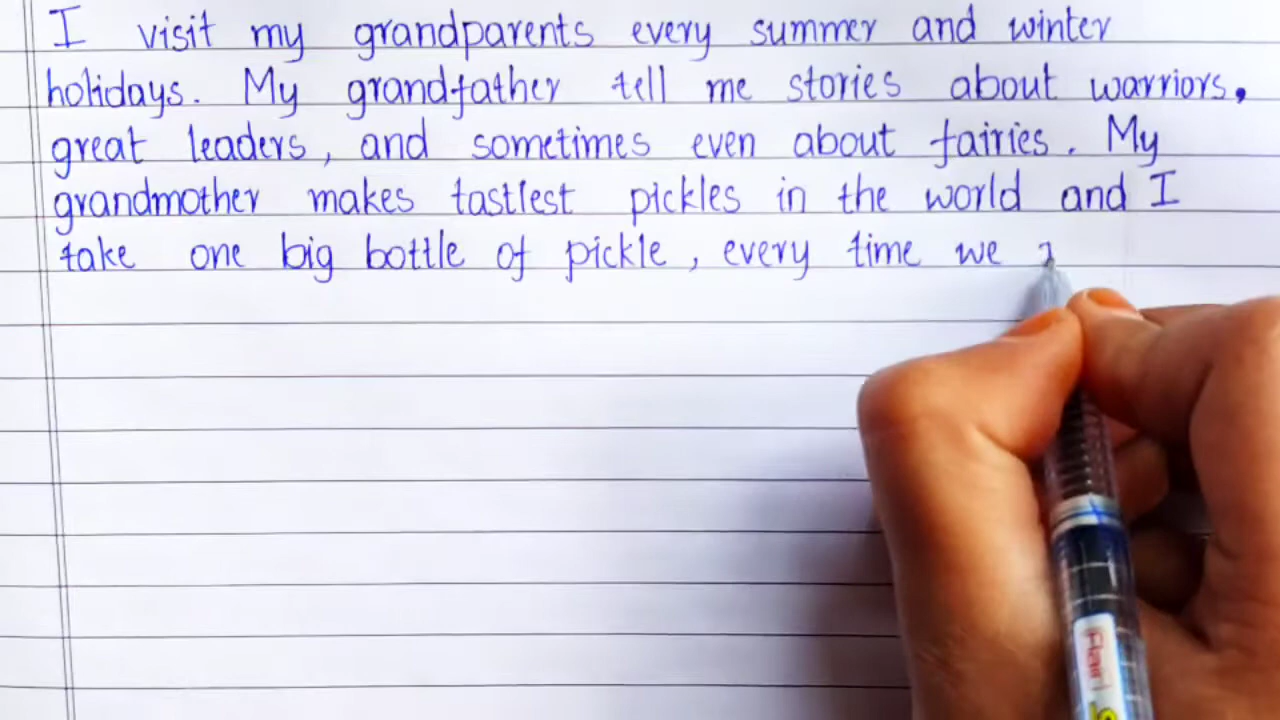 I visit my grandparents every summer and winter
holidays. My grandfather tell me stories about warriors,
great leaders, and sometimes even about fairies. My
grandmother makes tastiest pickles in the world and I
take one big bottle of pickle, every time we
Flair